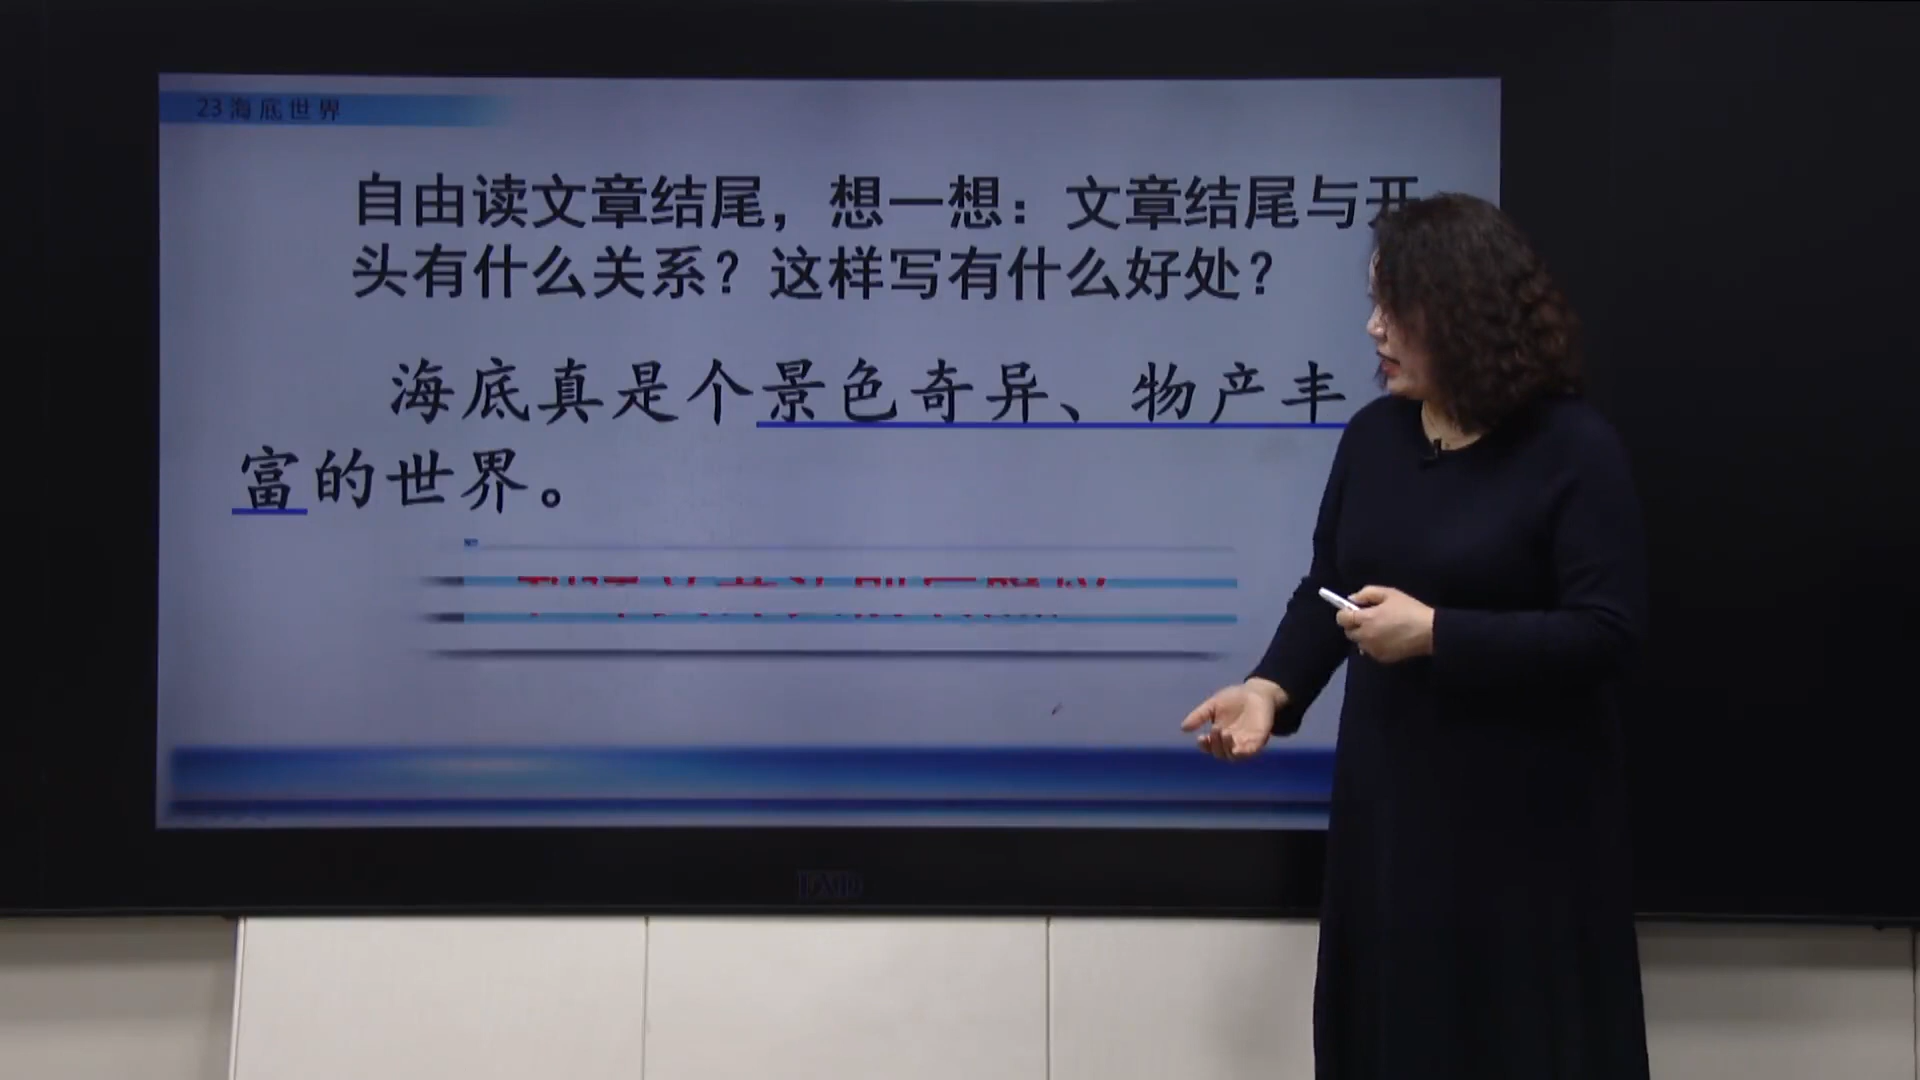 23海底世界
自由读文章结尾，想一想：文章结尾与开
头有什么关系？这样写有什么好处？
海底真是个景色奇异、物产丰
富的世界。